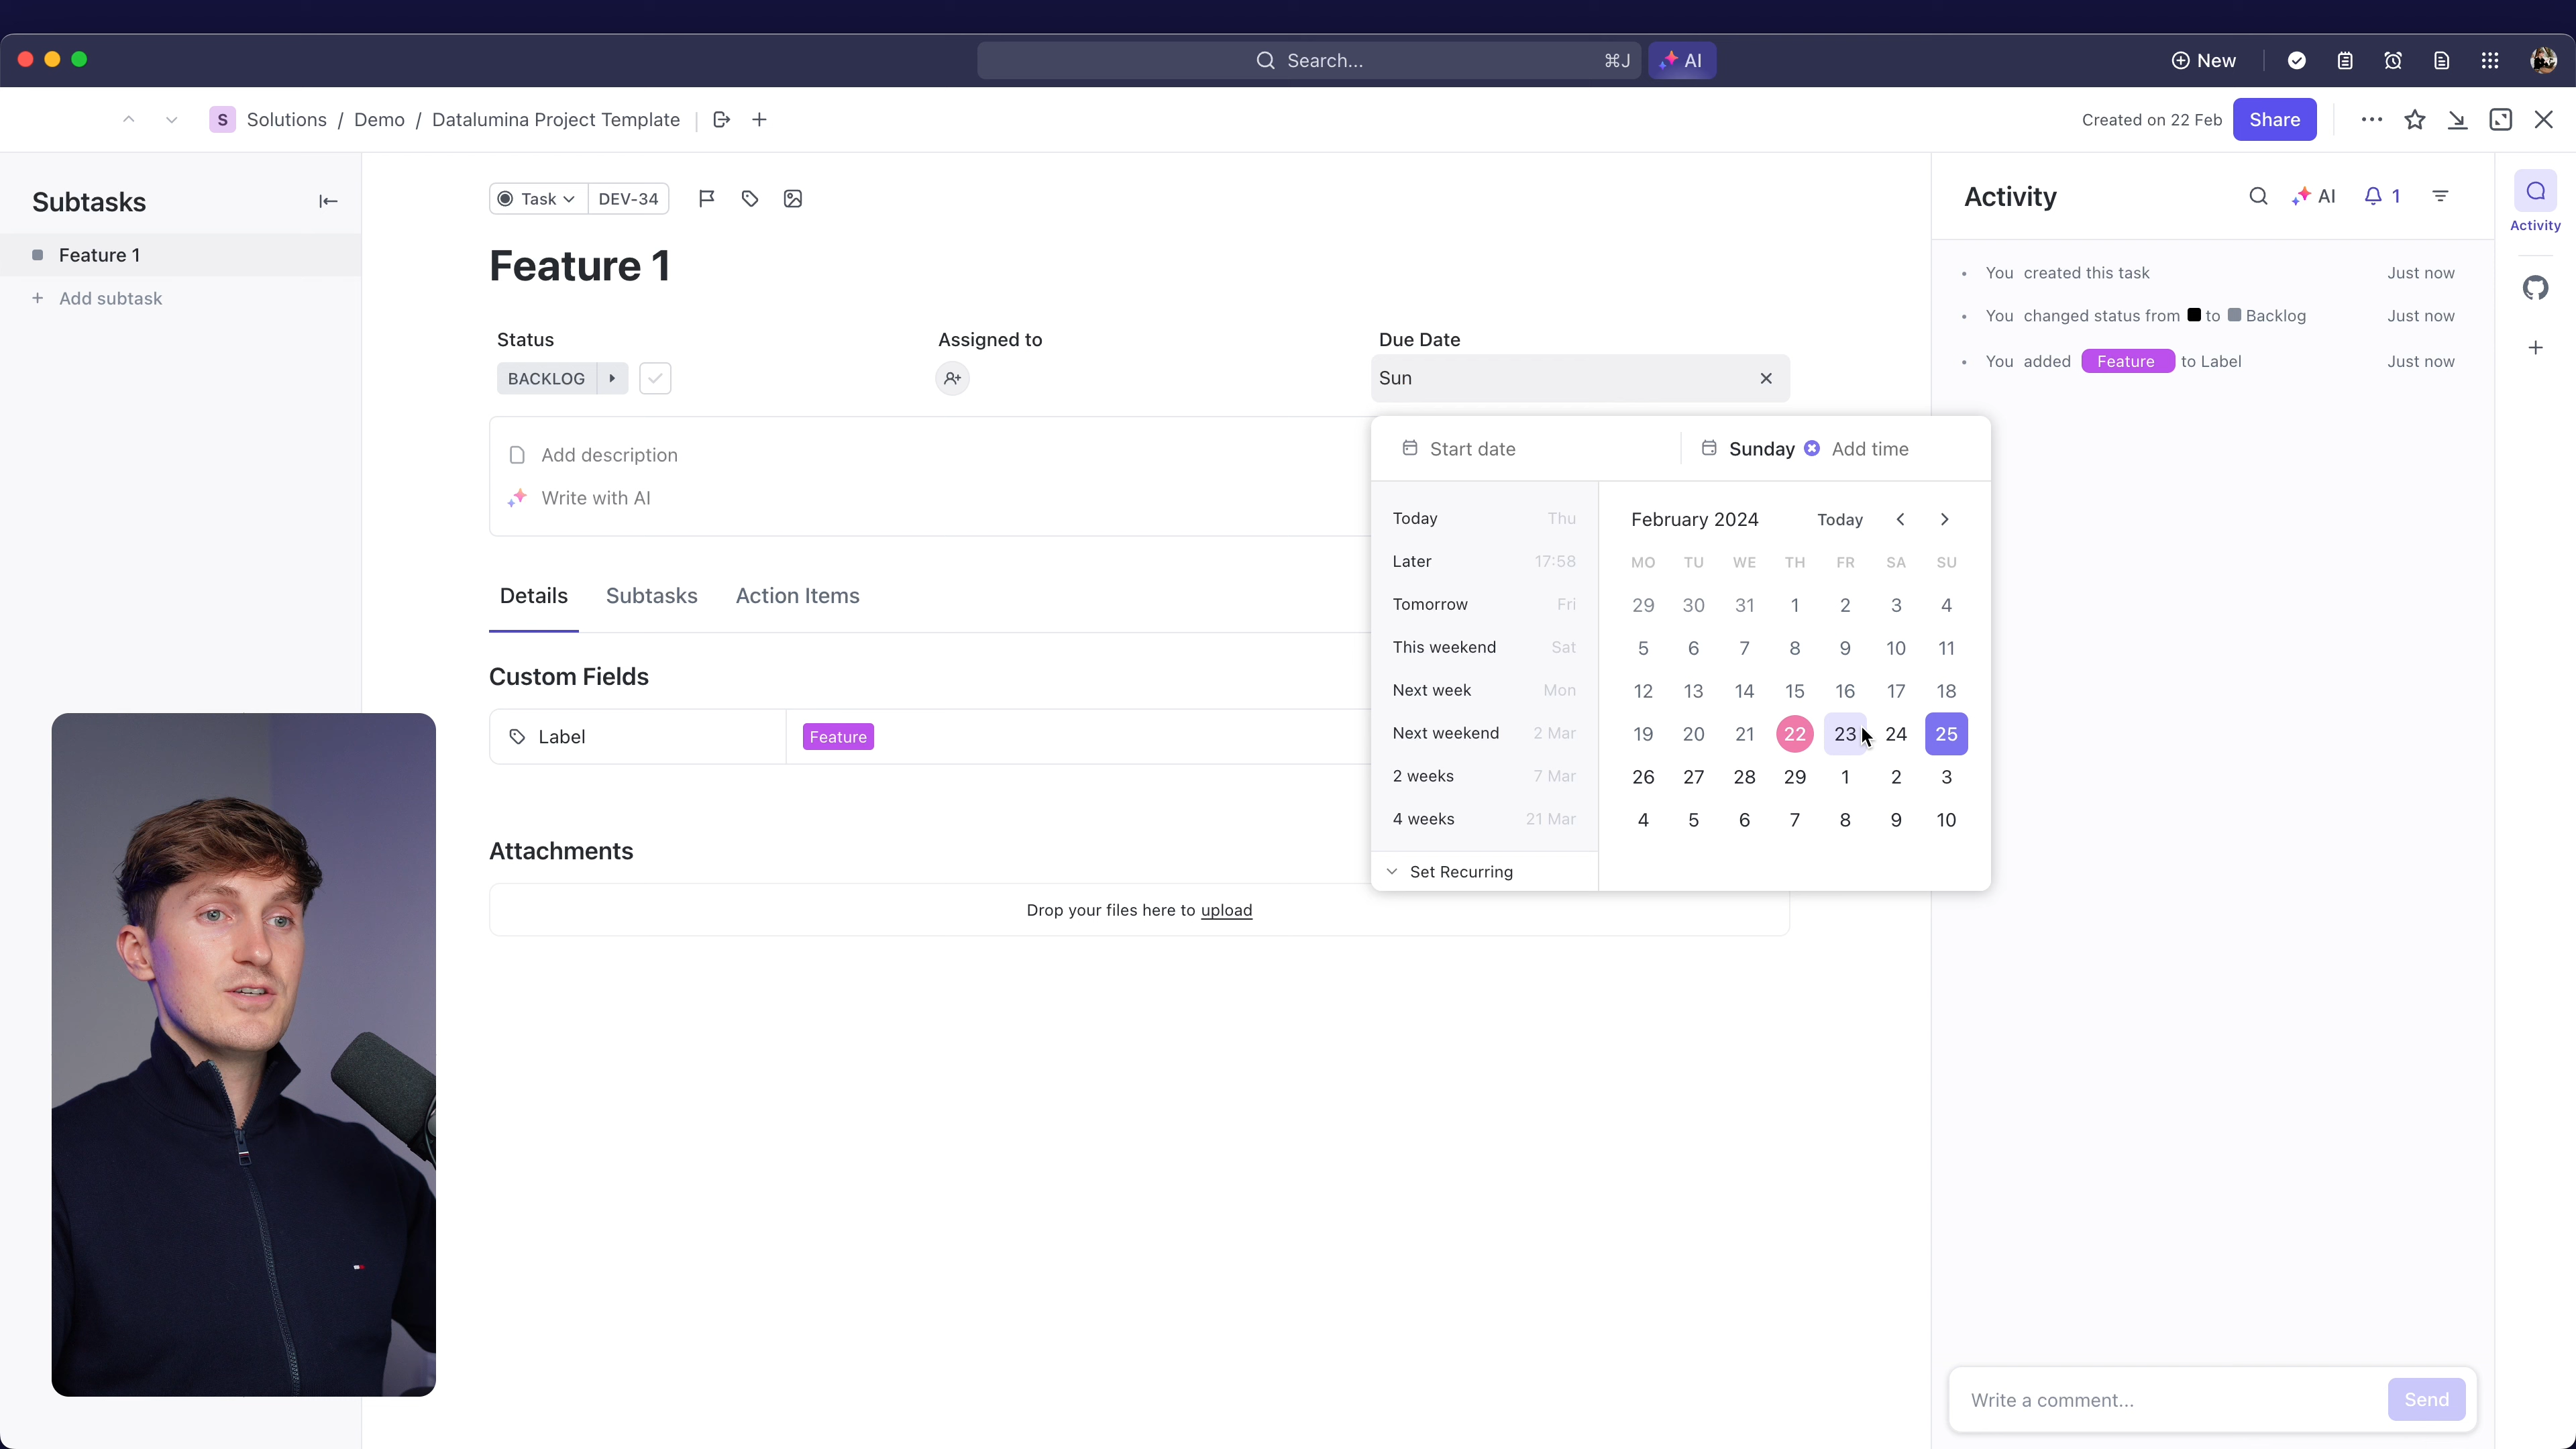 Search... ⌘J AI New
S Solutions / Demo / Datalumina Project Template Created on 22 Feb Share
Subtasks
Feature 1
Add subtask
Task DEV-34
Feature 1
Status Assigned to Due Date
BACKLOG Sun
Add description
Write with AI
Start date Sunday Add time
Today Thu
Later 17:58
Tomorrow Fri
This weekend Sat
Next week Mon
Next weekend 2 Mar
2 weeks 7 Mar
4 weeks 21 Mar
Set Recurring
February 2024 Today
MO TU WE TH FR SA SU
29 30 31 1 2 3 4
5 6 7 8 9 10 11
12 13 14 15 16 17 18
19 20 21 22 23 24 25
26 27 28 29 1 2 3
4 5 6 7 8 9 10
Details Subtasks Action Items
Custom Fields
Label Feature
Attachments
Drop your files here to upload
Activity AI 1
You created this task Just now
You changed status from to Backlog Just now
You added Feature to Label Just now
Write a comment... Send
Activity